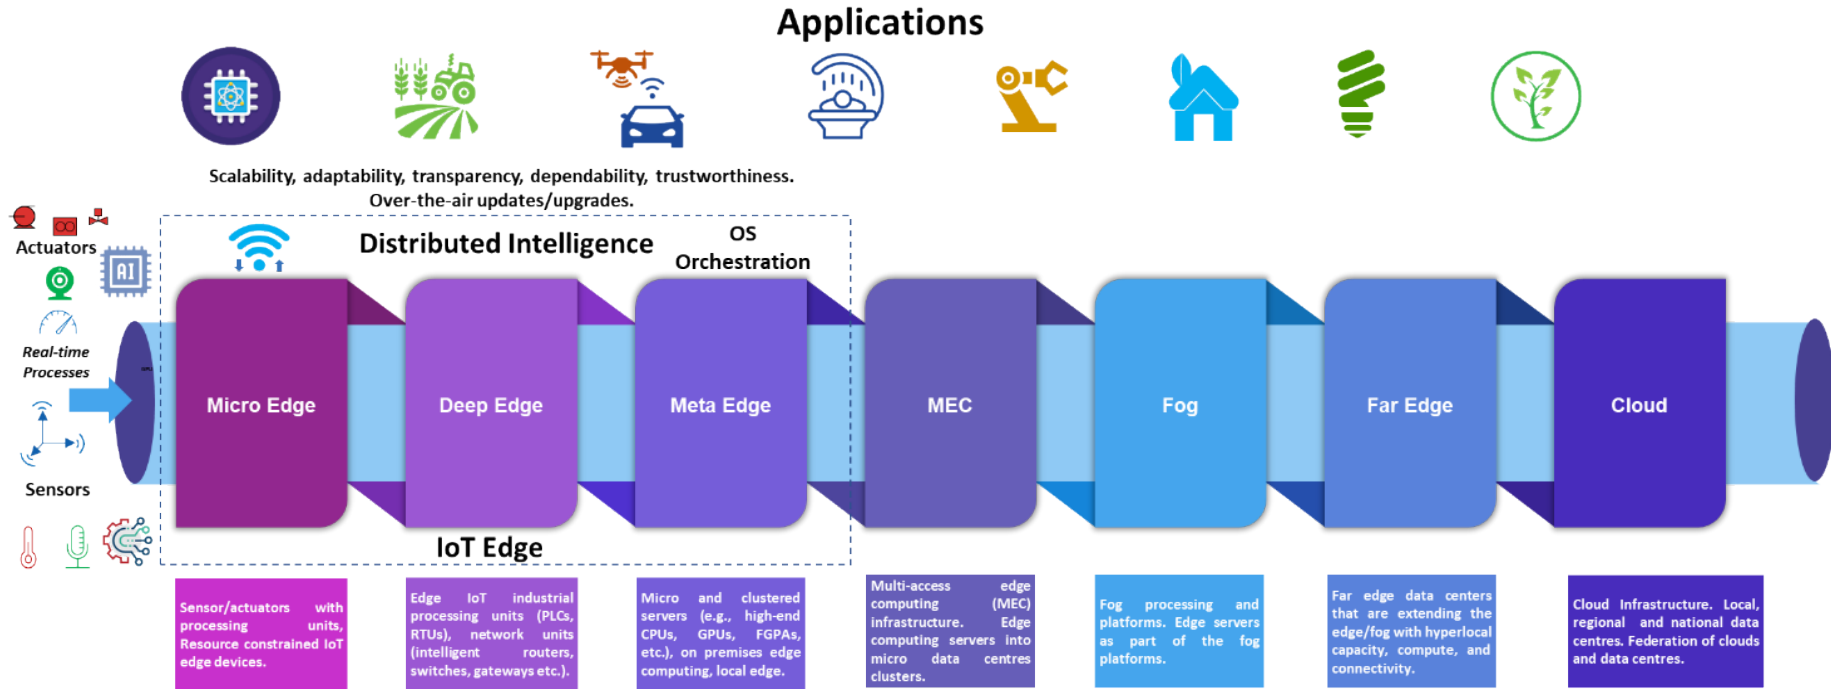 Applications
Scalability, adaptability, transparency, dependability, trustworthiness.
Over-the-air updates/upgrades.
Distributed Intelligence
OS
Orchestration
Actuators
AI
Real-time
Processes
Sensors
Micro Edge
Deep Edge
Meta Edge
MEC
Fog
Far Edge
Cloud
IoT Edge
Sensor/actuators with
processing units,
Resource constrained IoT
edge devices.
Edge IoT industrial
processing units (PLCs,
RTUs), network units
(intelligent routers,
switches, gateways etc.).
Micro and clustered
servers (e.g., high-end
CPUs, GPUs, FGPAs,
etc.), on premises edge
computing, local edge.
Multi-access edge
computing (MEC)
infrastructure. Edge
computing servers into
micro data centres
clusters.
Fog processing and
platforms. Edge servers
as part of the fog
platforms.
Far edge data centers
that are extending the
edge/fog with hyperlocal
capacity, compute, and
connectivity.
Cloud Infrastructure. Local,
regional and national data
centres. Federation of clouds
and data centres.